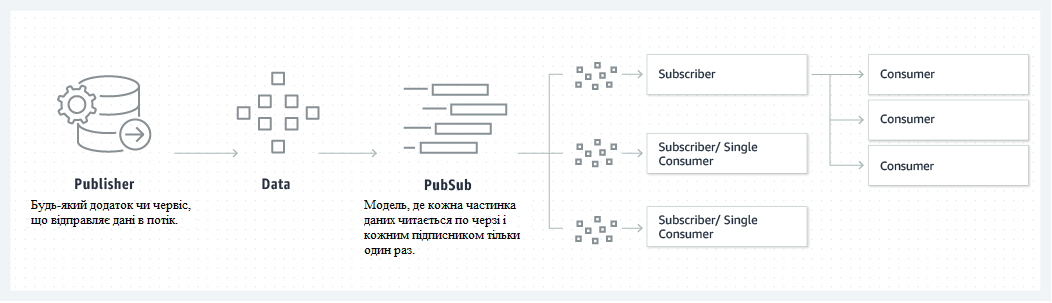 Publisher
Будь-який додаток чи червіс,
що відправляє дані в потік.
Data
PubSub
Модель, де кожна частинка
даних читається по черзі і
кожним підписником тільки
один раз.
Subscriber
Subscriber/ Single
Consumer
Subscriber/ Single
Consumer
Consumer
Consumer
Consumer